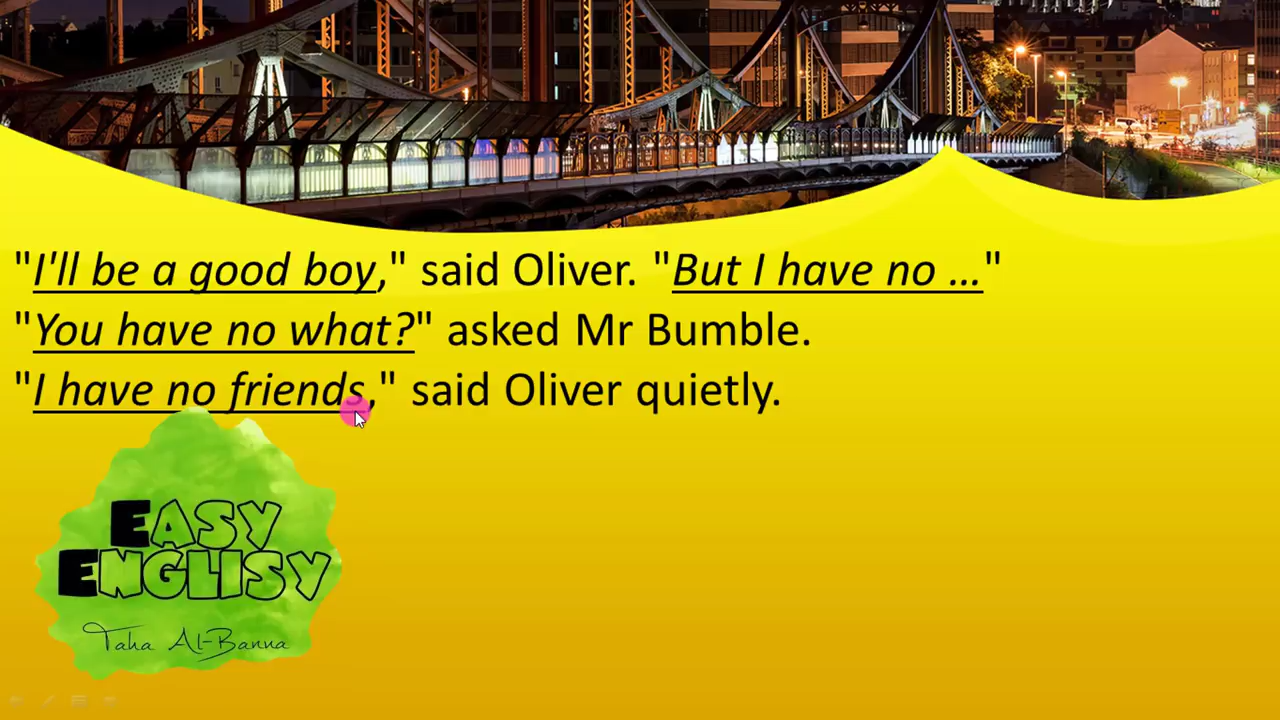 "I'll be a good boy," said Oliver. "But I have no ..."
"You have no what?" asked Mr Bumble.
"I have no friends," said Oliver quietly.
EASY
ENGLISY
Taha Al-Banna